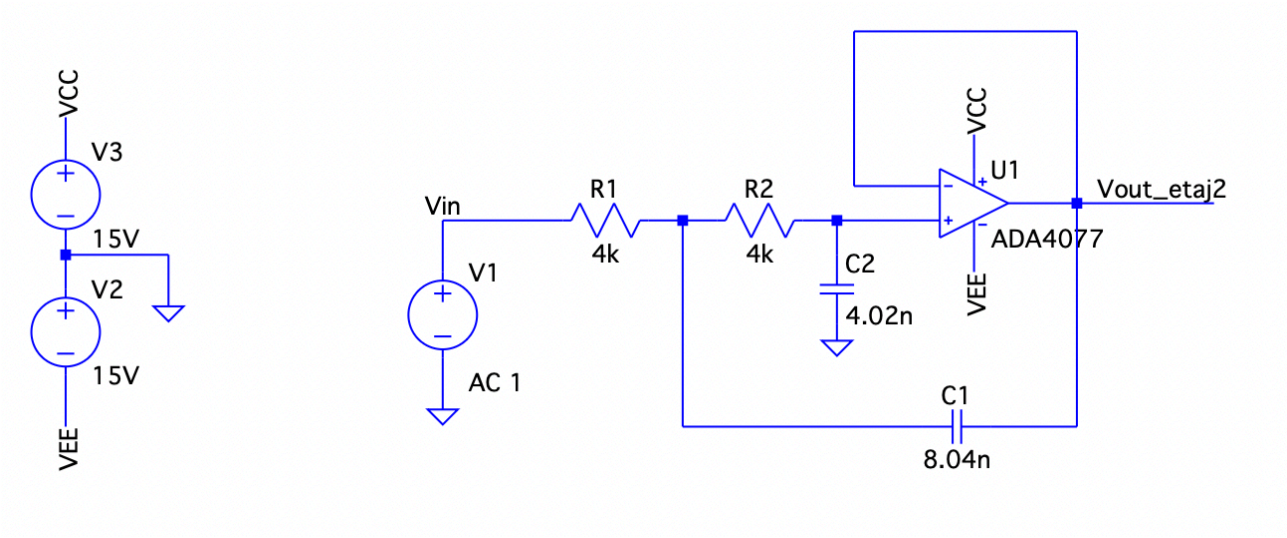 VCC
V3
15V
V2
15V
VEE
Vin
V1
AC 1
R1
4k
R2
4k
C2
4.02n
VCC
U1
ADA4077
VEE
Vout_etaj2
C1
8.04n